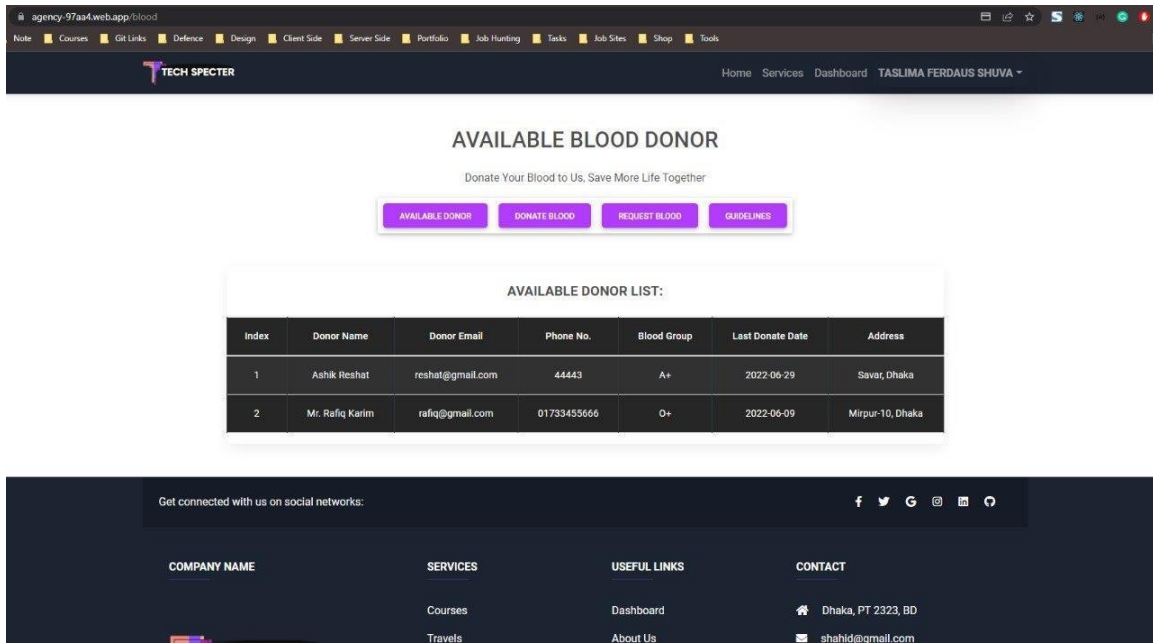 agency-97aa4.web.app/blood
Note Courses Git Links Defence Design Client Side Server Side Portfolio Job Hunting Tasks Job Sites Shop Tools
TECH SPECTER Home Services Dashboard TASLIMA FERDAUS SHUVA
AVAILABLE BLOOD DONOR
Donate Your Blood to Us, Save More Life Together
AVAILABLE DONOR DONATE BLOOD REQUEST BLOOD GUIDELINES
AVAILABLE DONOR LIST:
Index Donor Name Donor Email Phone No. Blood Group Last Donate Date Address
1 Ashik Reshat reshat@gmail.com 44443 A+ 2022-06-29 Savar, Dhaka
2 Mr. Rafiq Karim rafiq@gmail.com 01733455666 O+ 2022-06-09 Mirpur-10, Dhaka
Get connected with us on social networks:
COMPANY NAME SERVICES USEFUL LINKS CONTACT
Courses Dashboard Dhaka, PT 2323, BD
Travels About Us shahid@gmail.com